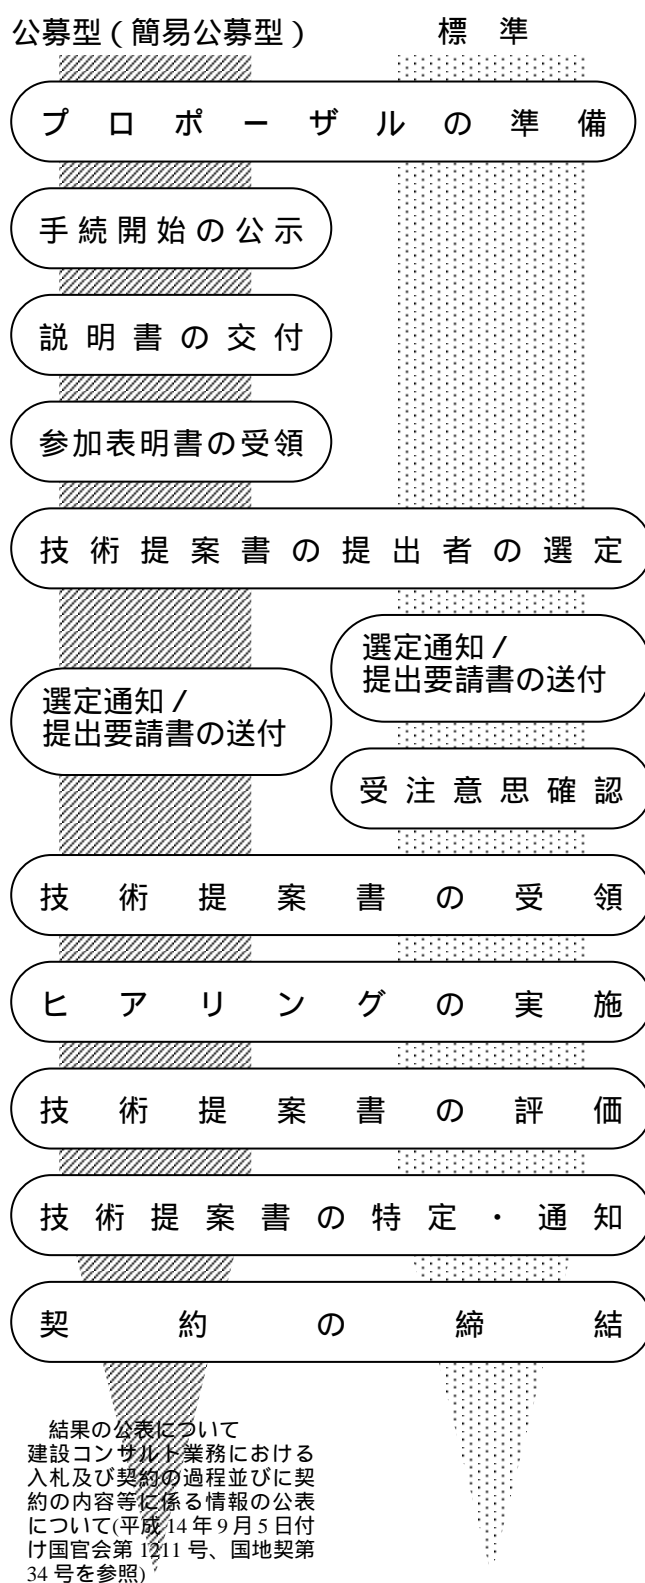 公募型(簡易公募型)
標準
プロポーザルの準備
手続開始の公示
説明書の交付
参加表明書の受領
技術提案書の提出者の選定
選定通知/
提出要請書の送付
選定通知/
提出要請書の送付
受注意思確認
技術提案書の受領
ヒアリングの実施
技術提案書の評価
技術提案書の特定・通知
契約の締結
結果の公表について
建設コンサルト業務における
入札及び契約の過程並びに契
約の内容等に係る情報の公表
について(平成14年9月5日付
け国官会第1211号、国地契第
34号を参照)